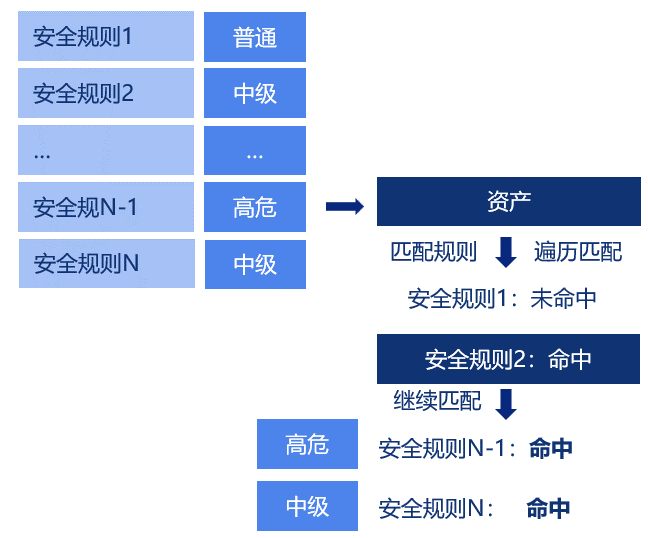 安全规则1 普通
安全规则2 中级
... ...
安全规N-1 高危
安全规则N 中级
资产
匹配规则 遍历匹配
安全规则1：未命中
安全规则2：命中
继续匹配
高危 安全规则N-1：命中
中级 安全规则N： 命中